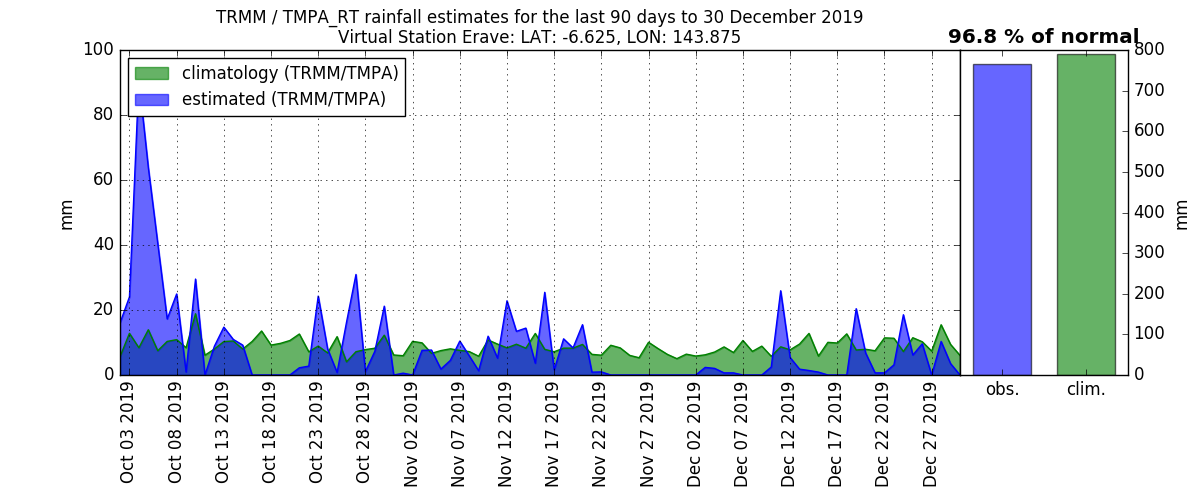 TRMM / TMPA_RT rainfall estimates for the last 90 days to 30 December 2019
Virtual Station Erave: LAT: -6.625, LON: 143.875
96.8 % of normal
climatology (TRMM/TMPA)
estimated (TRMM/TMPA)
100
80
60
40
20
0
mm
800
700
600
500
400
300
200
100
0
mm
obs.
clim.
Oct 03 2019
Oct 08 2019
Oct 13 2019
Oct 18 2019
Oct 23 2019
Oct 28 2019
Nov 02 2019
Nov 07 2019
Nov 12 2019
Nov 17 2019
Nov 22 2019
Nov 27 2019
Dec 02 2019
Dec 07 2019
Dec 12 2019
Dec 17 2019
Dec 22 2019
Dec 27 2019